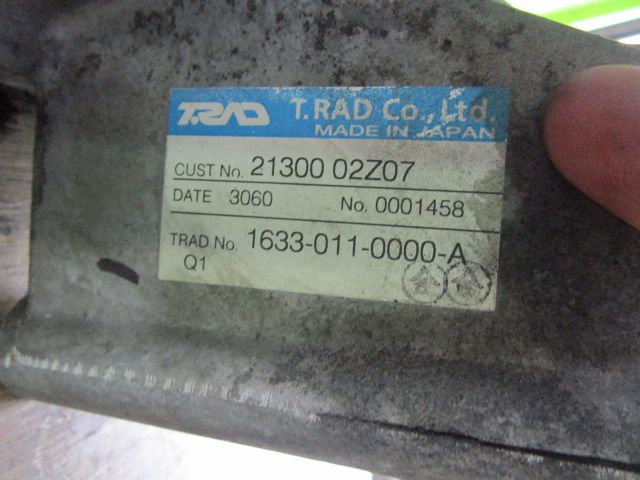 T.RAD T.RAD Co., Ltd.
MADE IN JAPAN
CUST No. 21300 02Z07
DATE 3060 No. 0001458
TRAD No. 1633-011-0000-A
Q1